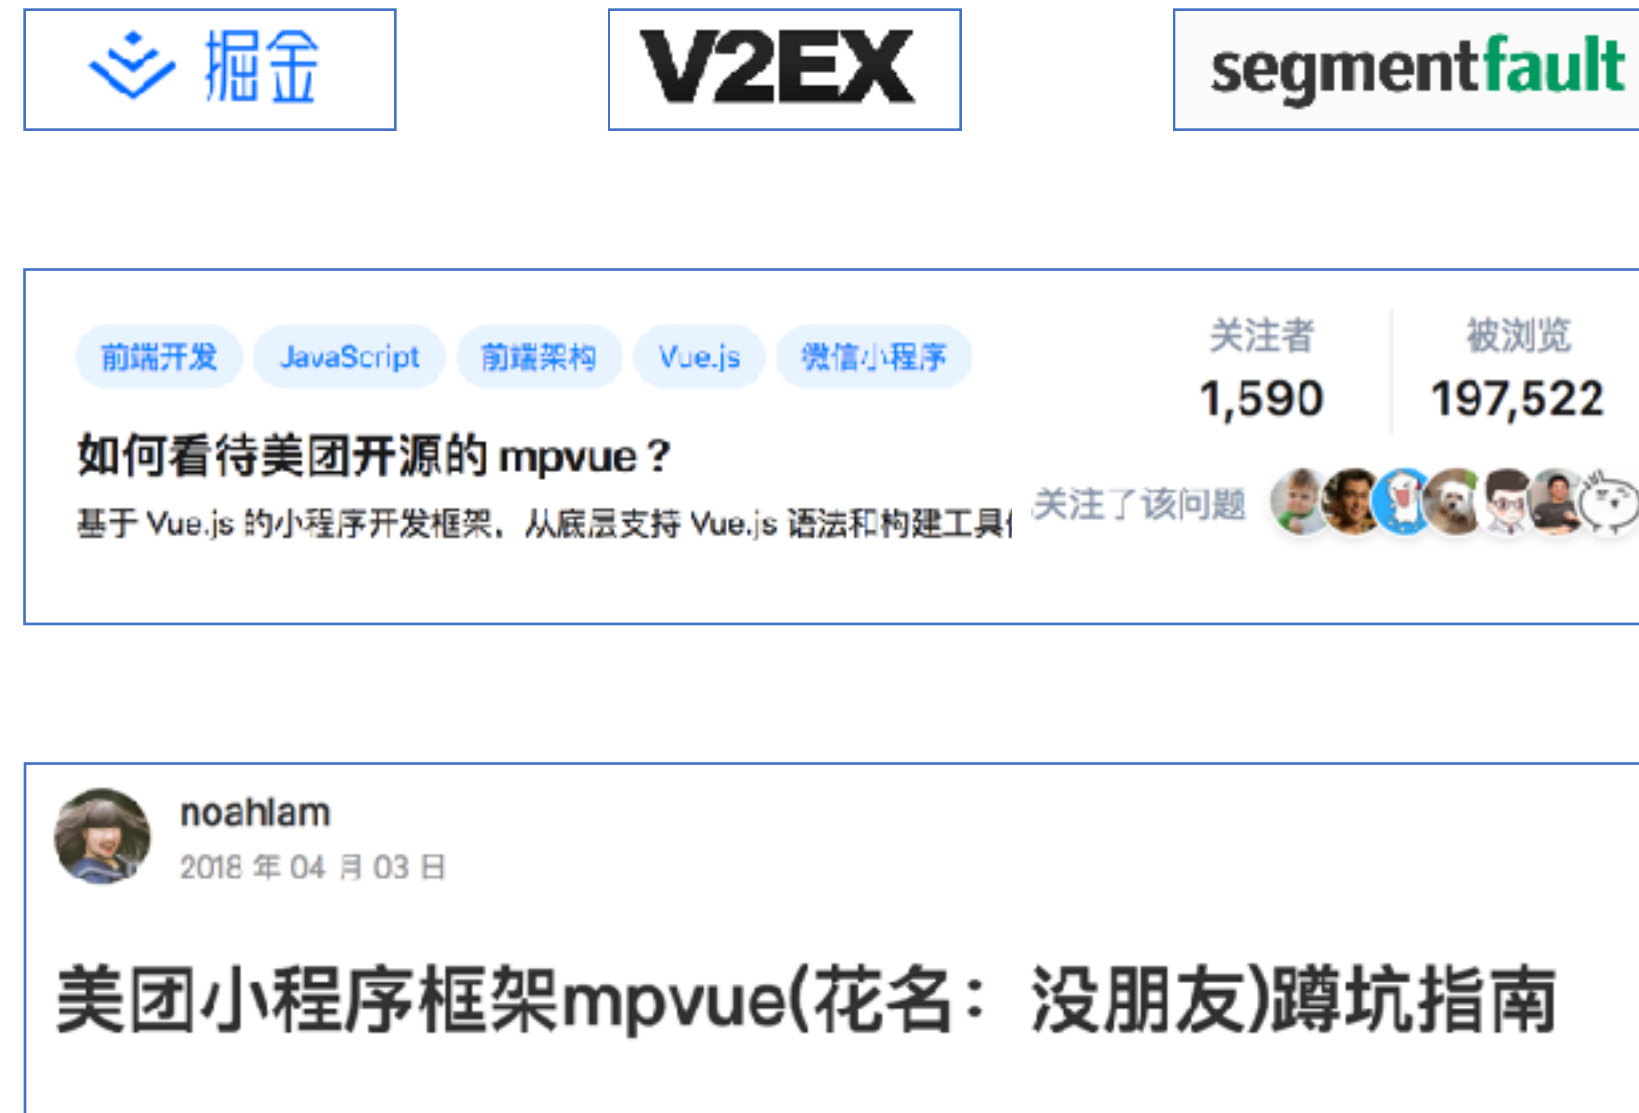 掘金
V2EX
segmentfault
前端开发 JavaScript 前端架构 Vue.js 微信小程序
关注者 被浏览
1,590 197,522
如何看待美团开源的 mpvue？
基于 Vue.js 的小程序开发框架，从底层支持 Vue.js 语法和构建工具
关注了该问题
noahlam
2018 年 04 月 03 日
美团小程序框架mpvue(花名：没朋友)蹲坑指南